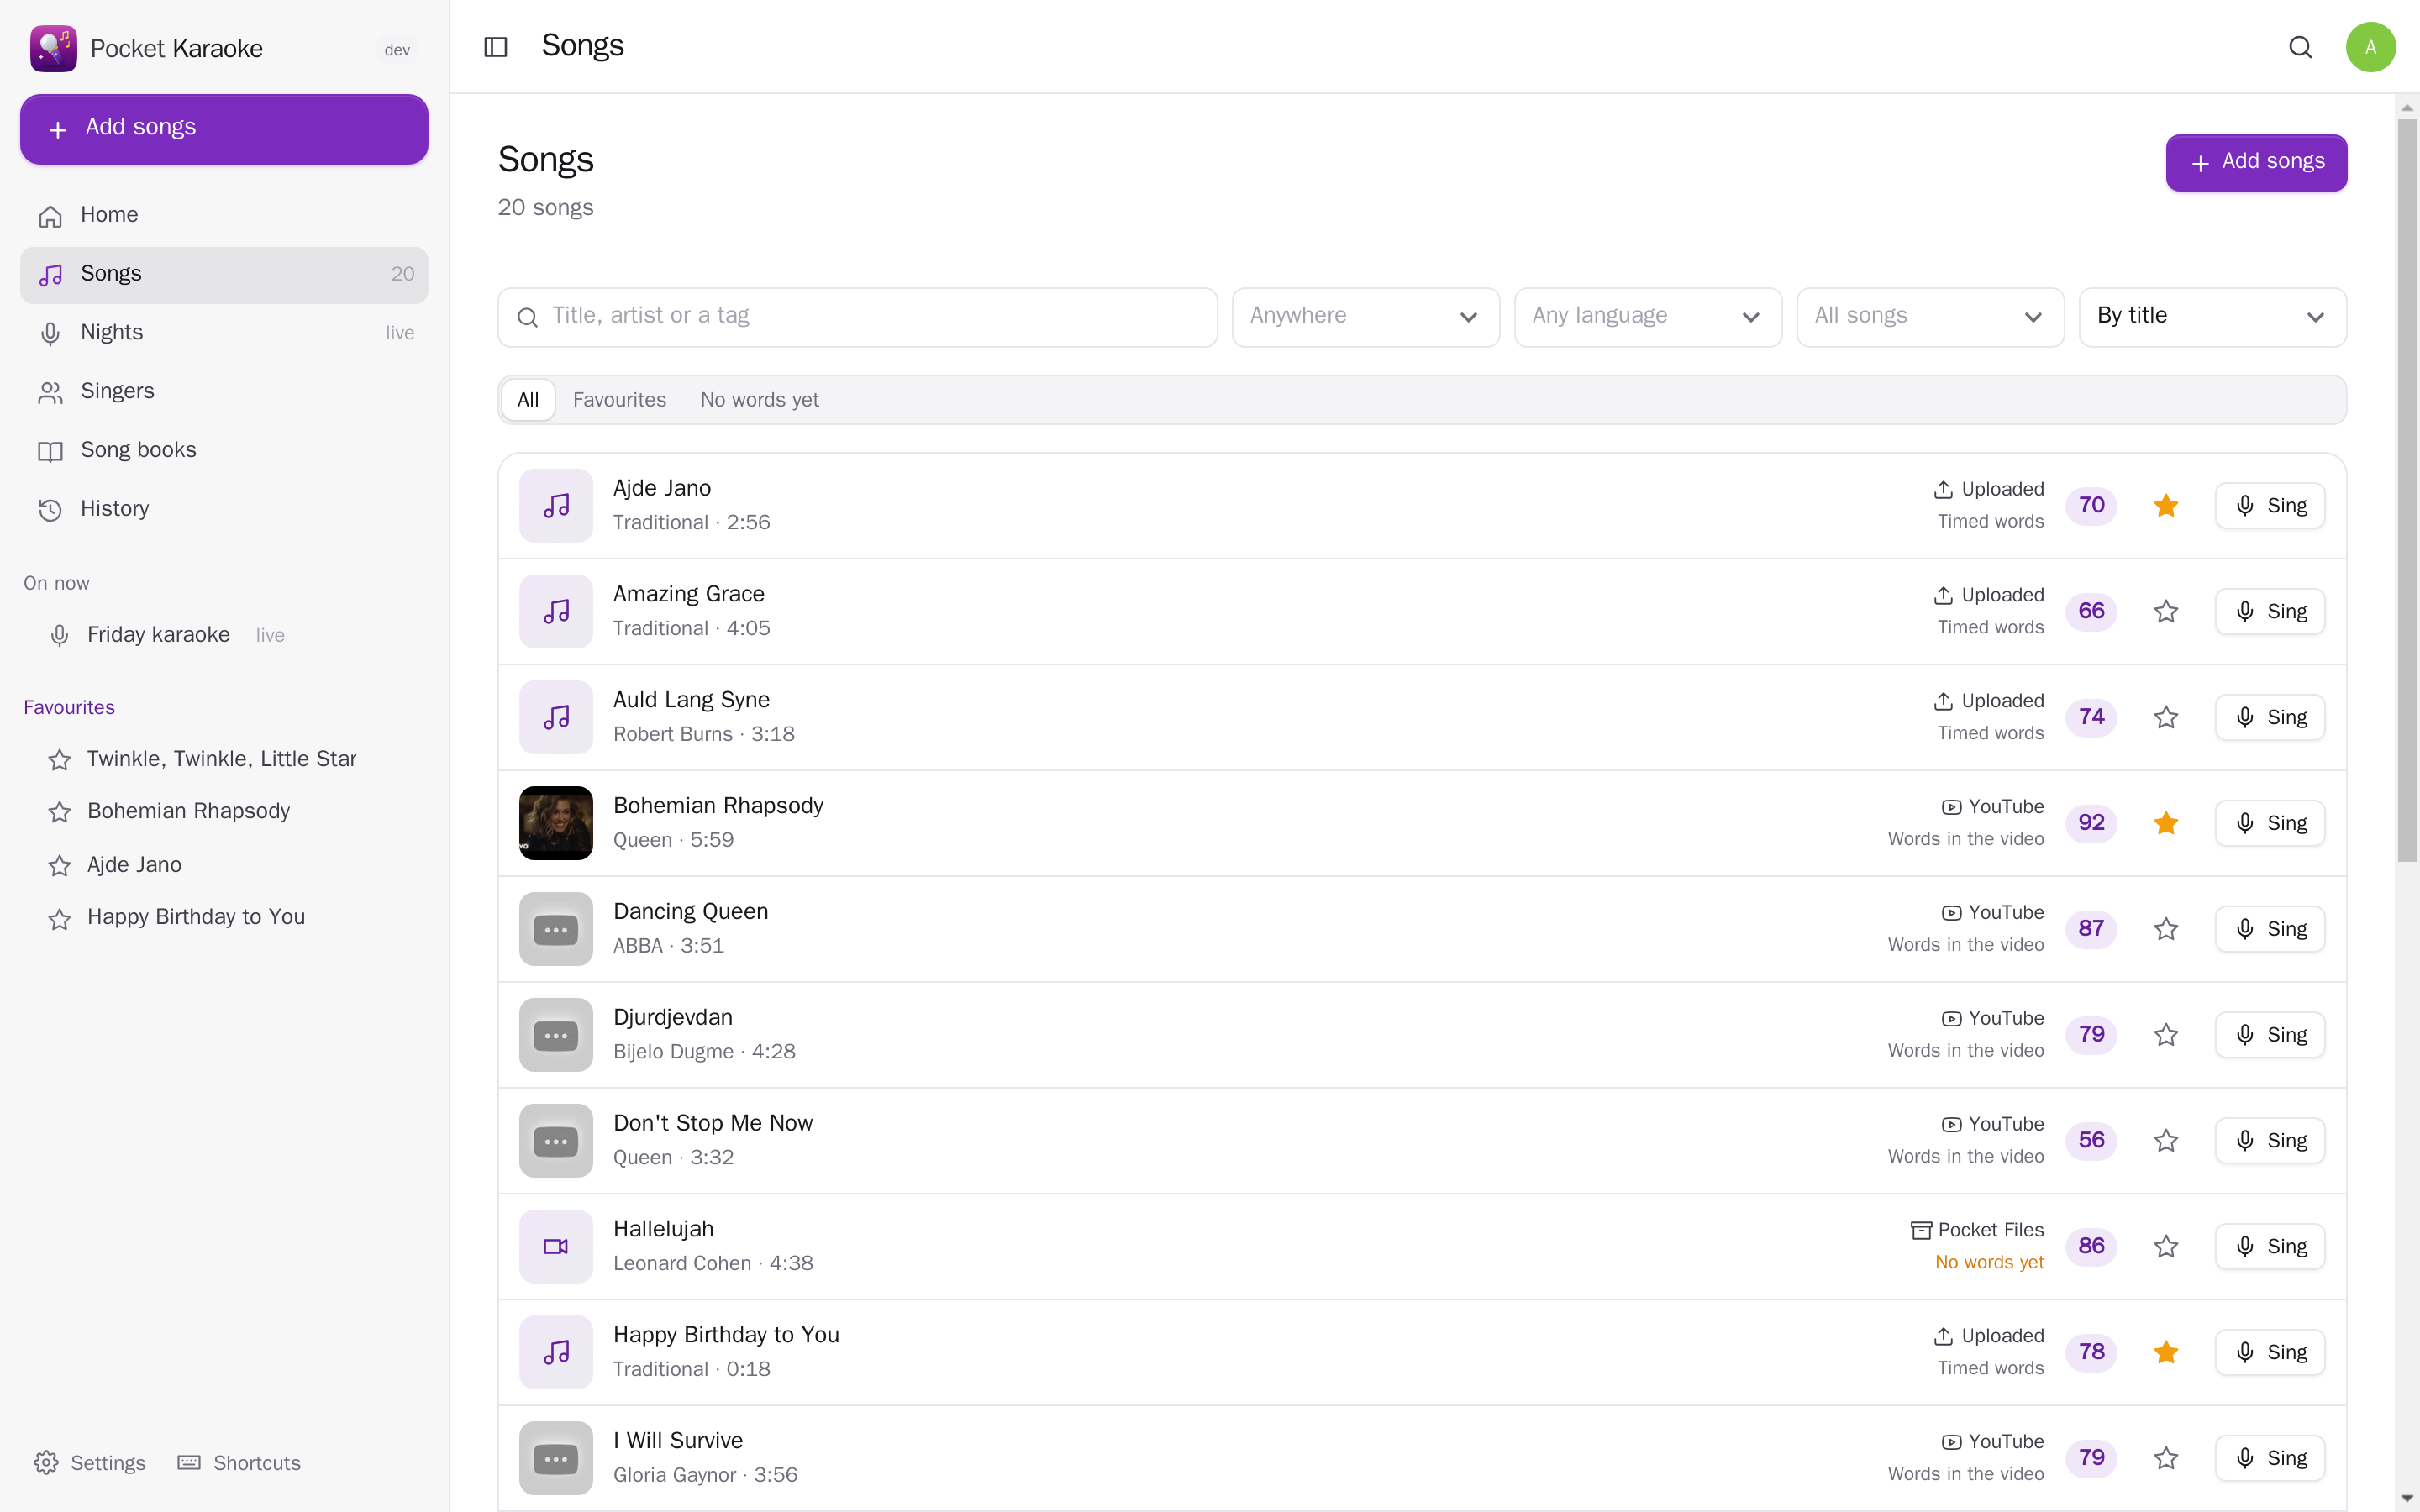 Pocket Karaoke
dev
Songs
A
Add songs
Home
Songs 20
Nights live
Singers
Song books
History
On now
Friday karaoke live
Favourites
Twinkle, Twinkle, Little Star
Bohemian Rhapsody
Ajde Jano
Happy Birthday to You
Settings
Shortcuts
Songs
20 songs
Add songs
Title, artist or a tag
Anywhere
Any language
All songs
By title
All
Favourites
No words yet
Ajde Jano
Traditional · 2:56
Uploaded
Timed words
70
Sing
Amazing Grace
Traditional · 4:05
Uploaded
Timed words
66
Sing
Auld Lang Syne
Robert Burns · 3:18
Uploaded
Timed words
74
Sing
Bohemian Rhapsody
Queen · 5:59
YouTube
Words in the video
92
Sing
Dancing Queen
ABBA · 3:51
YouTube
Words in the video
87
Sing
Djurdjevdan
Bijelo Dugme · 4:28
YouTube
Words in the video
79
Sing
Don't Stop Me Now
Queen · 3:32
YouTube
Words in the video
56
Sing
Hallelujah
Leonard Cohen · 4:38
Pocket Files
No words yet
86
Sing
Happy Birthday to You
Traditional · 0:18
Uploaded
Timed words
78
Sing
I Will Survive
Gloria Gaynor · 3:56
YouTube
Words in the video
79
Sing